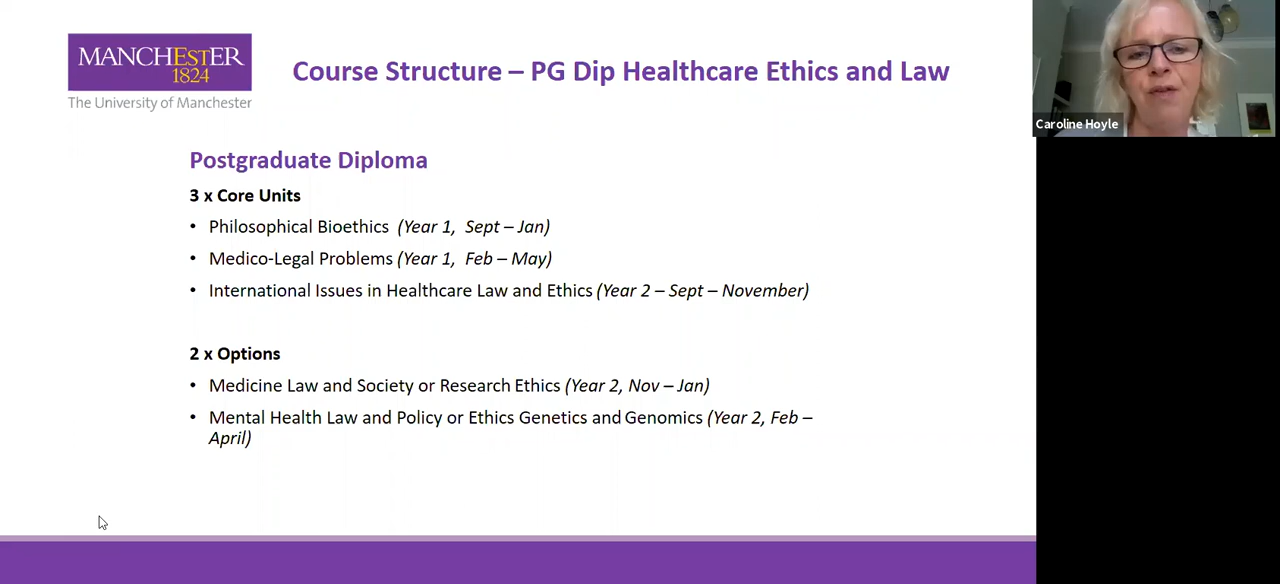 MANCHESTER
1824
The University of Manchester
Course Structure – PG Dip Healthcare Ethics and Law
Caroline Hoyle
Postgraduate Diploma
3 x Core Units
• Philosophical Bioethics (Year 1, Sept – Jan)
• Medico-Legal Problems (Year 1, Feb – May)
• International Issues in Healthcare Law and Ethics (Year 2 – Sept – November)
2 x Options
• Medicine Law and Society or Research Ethics (Year 2, Nov – Jan)
• Mental Health Law and Policy or Ethics Genetics and Genomics (Year 2, Feb –
April)